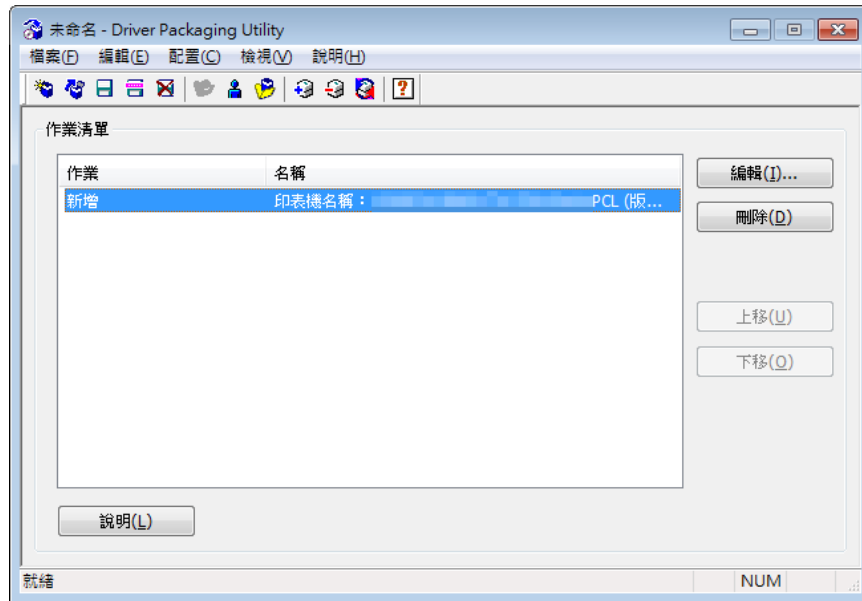 未命名 - Driver Packaging Utility
檔案(F) 編輯(E) 配置(C) 檢視(V) 說明(H)
作業清單
作業 名稱
新增 印表機名稱： PCL (版...
編輯(I)...
刪除(D)
上移(U)
下移(O)
說明(L)
就緒 NUM